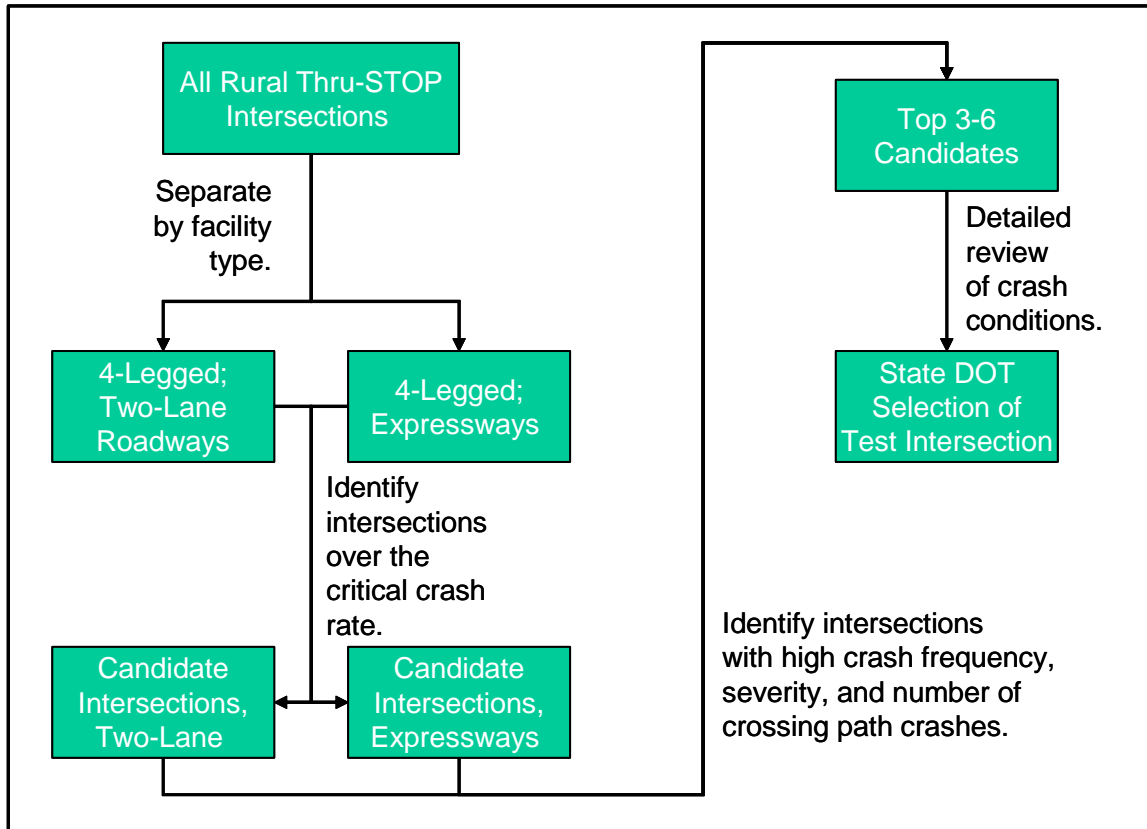 All Rural Thru-STOP
Intersections
Separate
by facility
type.
4-Legged;
Two-Lane
Roadways
4-Legged;
Expressways
Identify
intersections
over the
critical crash
rate.
Candidate
Intersections,
Two-Lane
Candidate
Intersections,
Expressways
Identify intersections
with high crash frequency,
severity, and number of
crossing path crashes.
Top 3-6
Candidates
Detailed
review
of crash
conditions.
State DOT
Selection of
Test Intersection